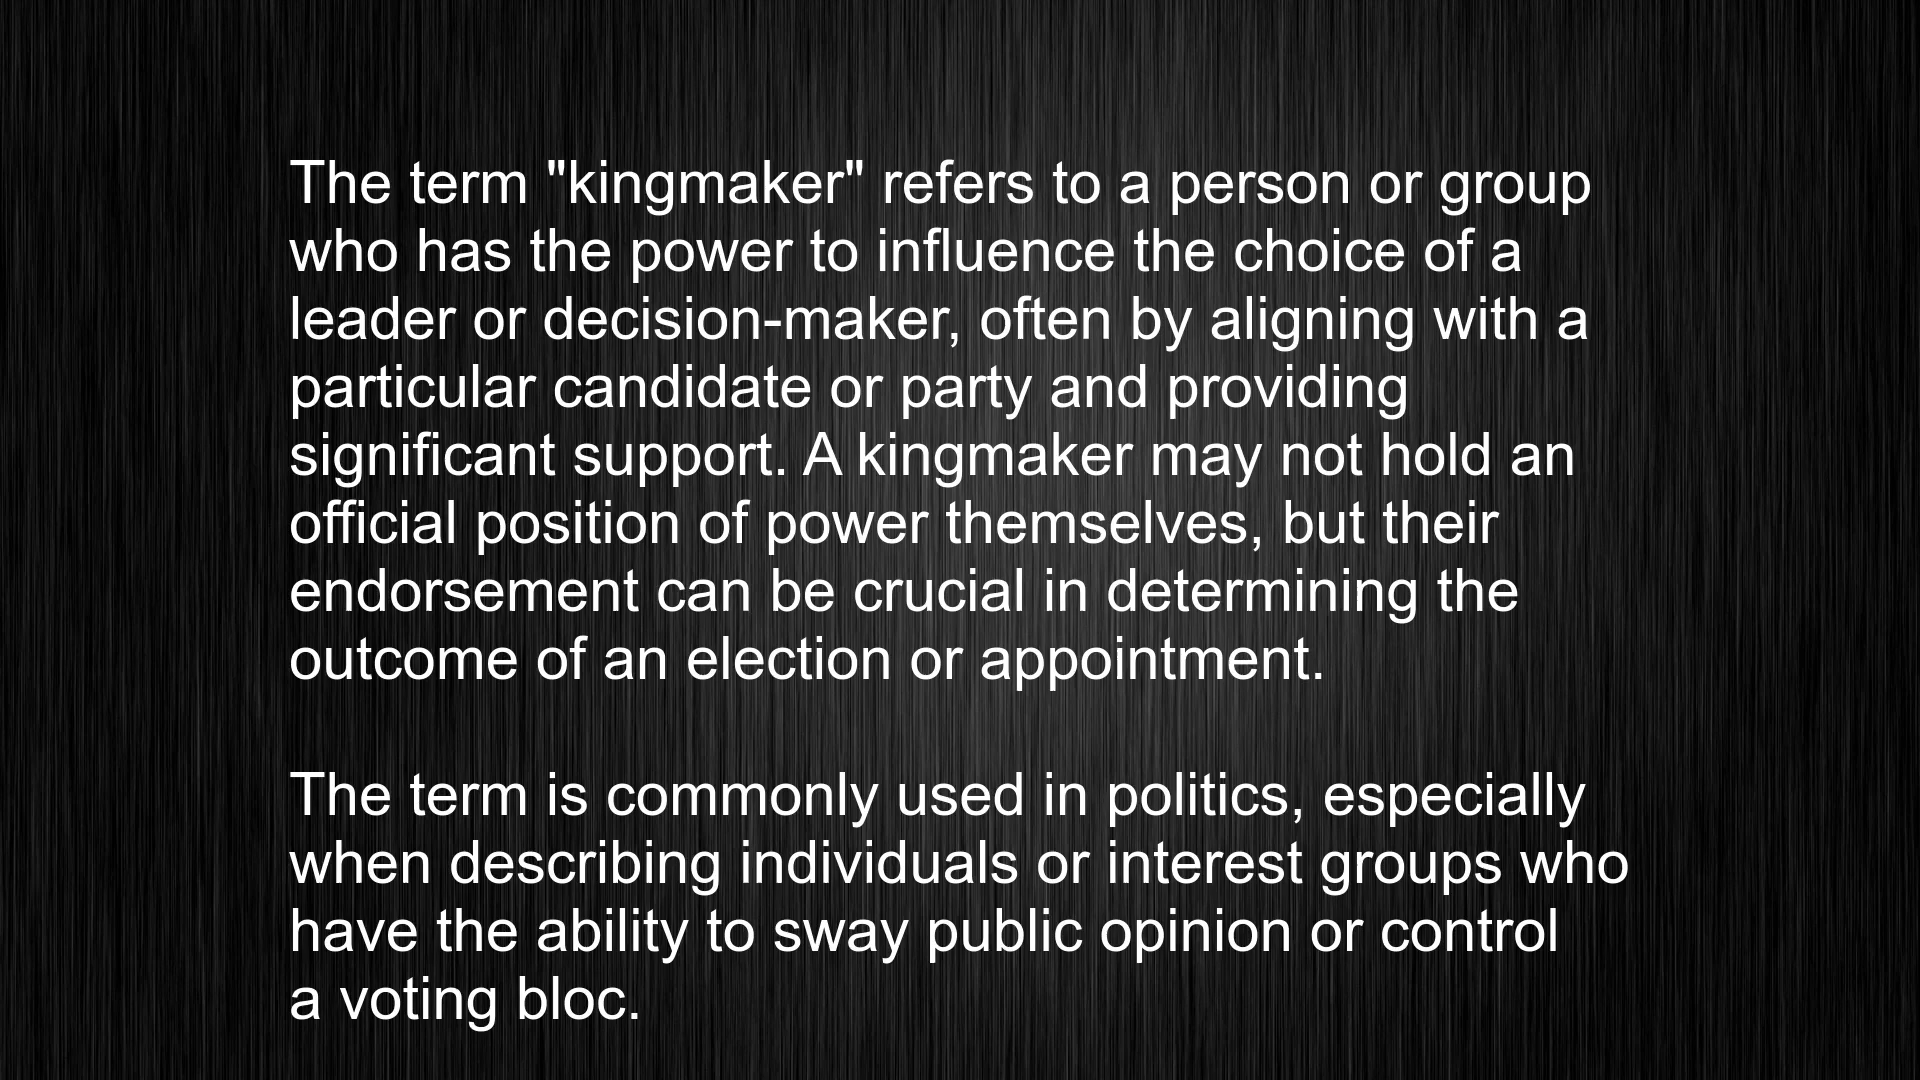 The term "kingmaker" refers to a person or group
who has the power to influence the choice of a
leader or decision-maker, often by aligning with a
particular candidate or party and providing
significant support. A kingmaker may not hold an
official position of power themselves, but their
endorsement can be crucial in determining the
outcome of an election or appointment.
The term is commonly used in politics, especially
when describing individuals or interest groups who
have the ability to sway public opinion or control
a voting bloc.